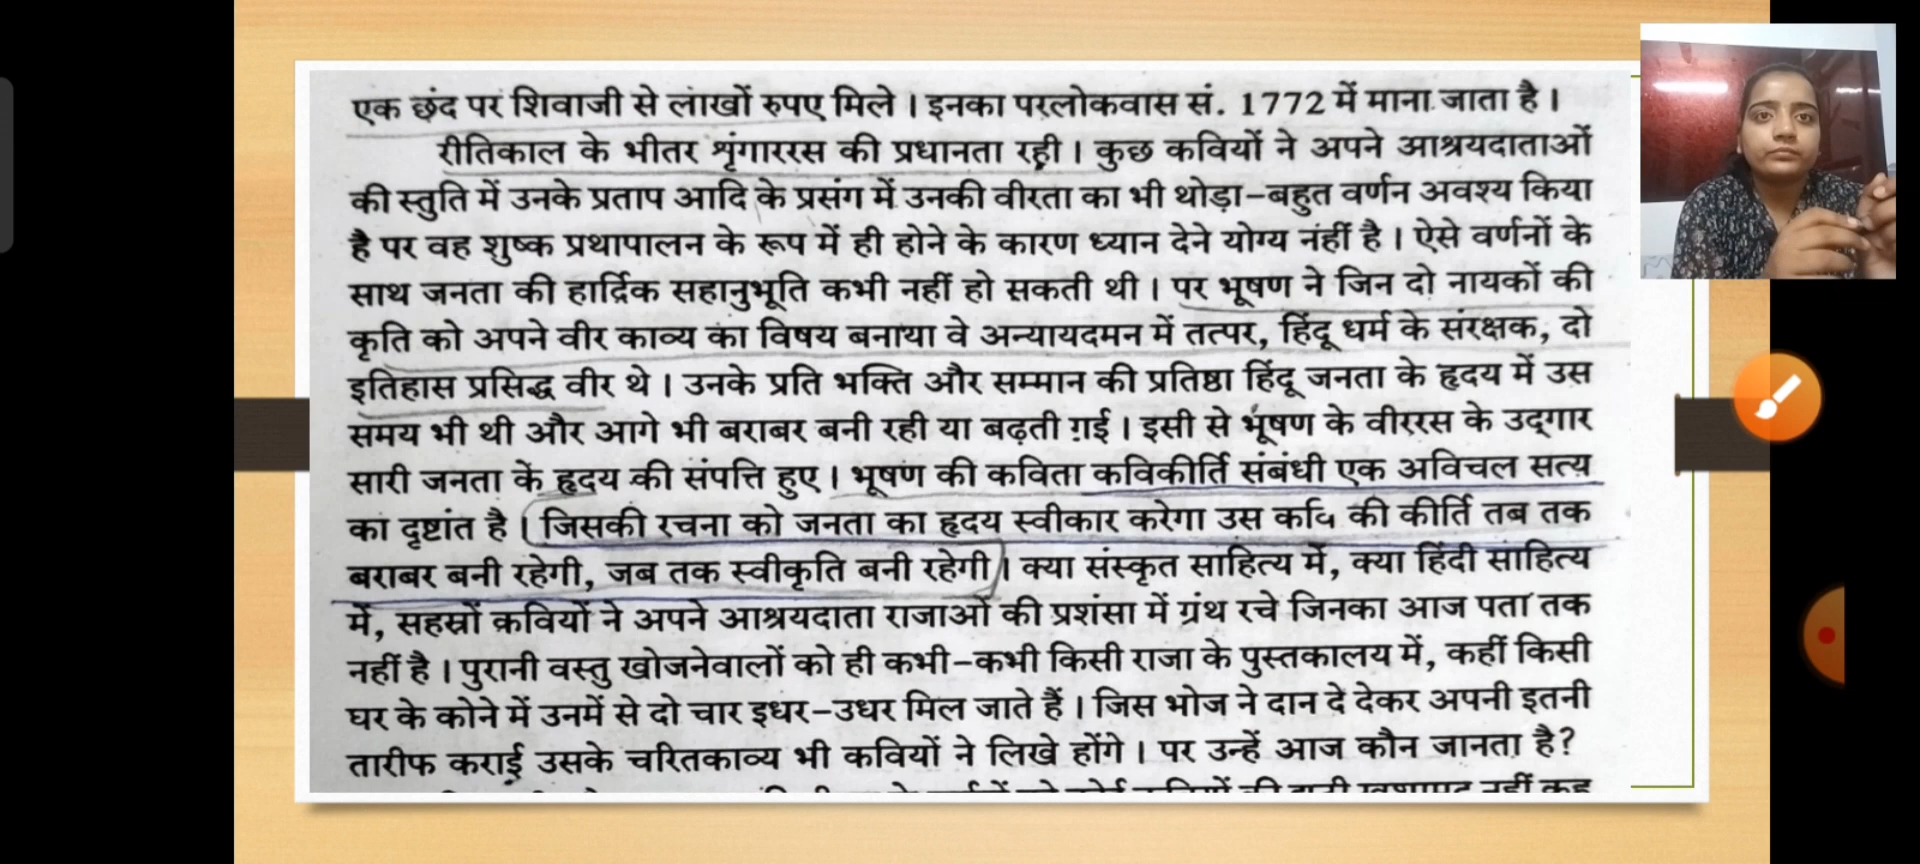 एक छंद पर शिवाजी से लाखों रुपए मिले । इनका परलोकवास सं. 1772 में माना जाता है ।
रीतिकाल के भीतर शृंगाररस की प्रधानता रही । कुछ कवियों ने अपने आश्रयदाताओं
की स्तुति में उनके प्रताप आदि के प्रसंग में उनकी वीरता का भी थोड़ा-बहुत वर्णन अवश्य किया
है पर वह शुष्क प्रथापालन के रूप में ही होने के कारण ध्यान देने योग्य नंहीं है । ऐसे वर्णनों के
साथ जनता की हार्दिक सहानुभूति कभी नहीं हो सकती थी । पर भूषण ने जिन दो नायकों की
कृति को अपने वीर काव्य का विषय बनाया वे अन्यायदमन में तत्पर, हिंदू धर्म के संरक्षक, दो
इतिहास प्रसिद्ध वीर थे । उनके प्रति भक्ति और सम्मान की प्रतिष्ठा हिंदू जनता के हृदय में उस
समय भी थी और आगे भी बराबर बनी रही या बढ़ती गई । इसी से भूषण के वीररस के उद्गार
सारी जनता के हृदय की संपत्ति हुए । भूषण की कविता कविकीर्ति संबंधी एक अविचल सत्य
का दृष्टांत है । जिसकी रचना को जनता का हृदय स्वीकार करेगा उस कवि की कीर्ति तब तक
बराबर बनी रहेगी, जब तक स्वीकृति बनी रहेगी । क्या संस्कृत साहित्य में, क्या हिंदी साहित्य
में, सहस्रों कवियों ने अपने आश्रयदाता राजाओं की प्रशंसा में ग्रंथ रचे जिनका आज पता तक
नहीं है । पुरानी वस्तु खोजनेवालों को ही कभी-कभी किसी राजा के पुस्तकालय में, कहीं किसी
घर के कोने में उनमें से दो चार इधर-उधर मिल जाते हैं । जिस भोज ने दान दे देकर अपनी इतनी
तारीफ कराई उसके चरितकाव्य भी कवियों ने लिखे होंगे । पर उन्हें आज कौन जानता है?